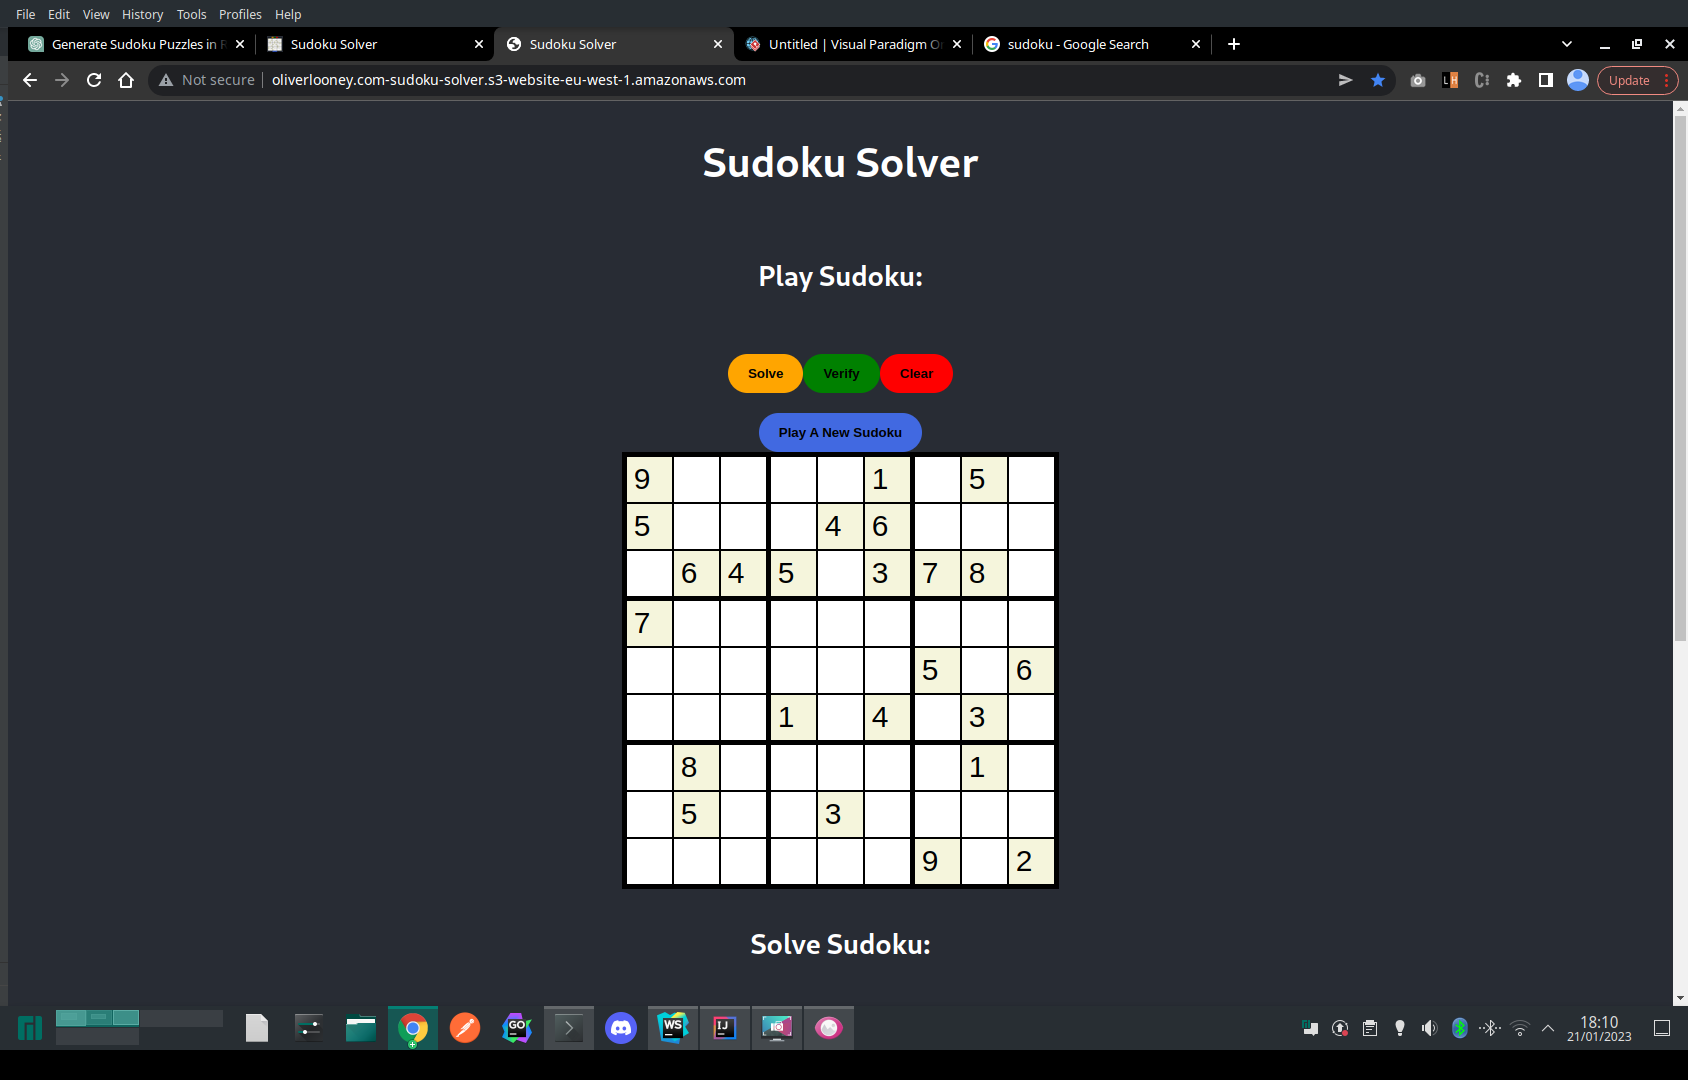 File Edit View History Tools Profiles Help
Generate Sudoku Puzzles in Sudoku Solver Sudoku Solver Untitled | Visual Paradigm O sudoku - Google Search
Not secure oliverlooney.com-sudoku-solver.s3-website-eu-west-1.amazonaws.com LH C Update
Sudoku Solver
Play Sudoku:
Solve Verify Clear
Play A New Sudoku
9 1 5
5 4 6
6 4 5 3 7 8
7
5 6
1 4 3
8 1
5 3
9 2
Solve Sudoku:
GO WS IJ 18:10
21/01/2023